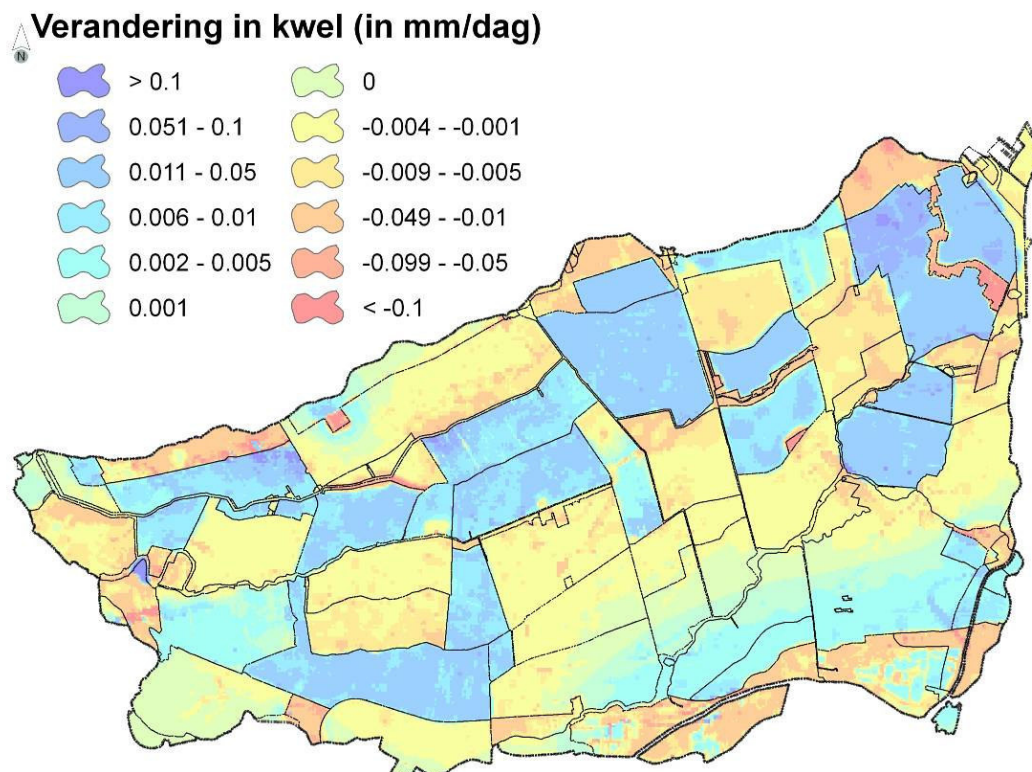 Verandering in kwel (in mm/dag)
N
> 0.1
0.051 - 0.1
0.011 - 0.05
0.006 - 0.01
0.002 - 0.005
0.001
0
-0.004 - -0.001
-0.009 - -0.005
-0.049 - -0.01
-0.099 - -0.05
< -0.1